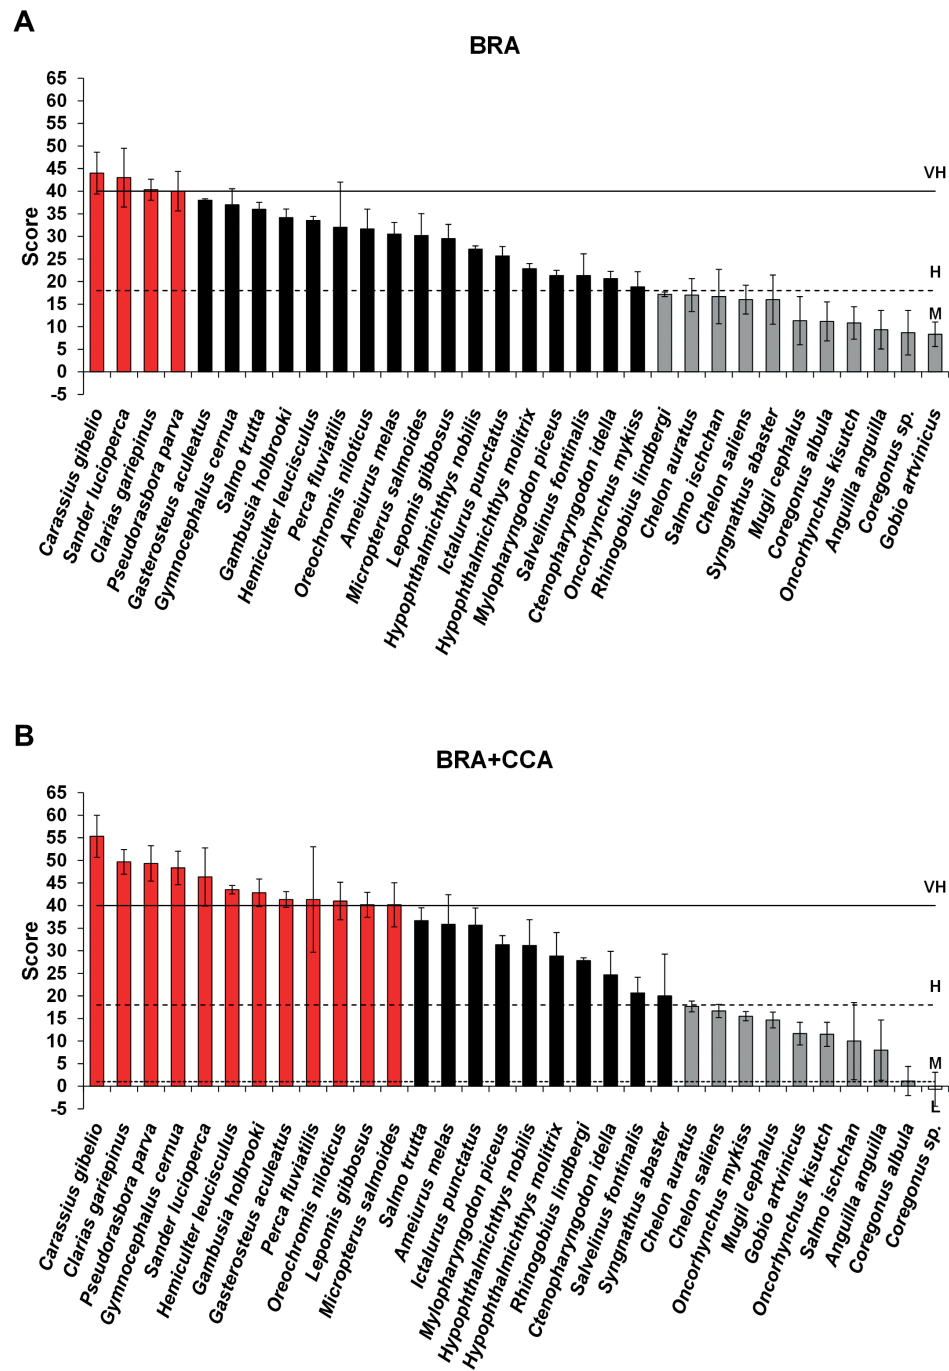 A
BRA
65
60
55
50
45
40
35
30
25
20
15
10
5
0
-5
Score
VH
H
M
Carassius gibelio
Sander lucioperca
Clarias gariepinus
Pseudorasbora parva
Gasterosteus aculeatus
Gymnocephalus cernua
Salmo trutta
Gambusia holbrooki
Hemiculter leucisculus
Perca fluviatilis
Oreochromis niloticus
Ameiurus melas
Micropterus salmoides
Lepomis gibbosus
Hypophthalmichthys nobilis
Ictalurus punctatus
Hypophthalmichthys molitrix
Mylopharyngodon piceus
Salvelinus fontinalis
Ctenopharyngodon idella
Oncorhynchus mykiss
Rhinogobius lindbergi
Chelon auratus
Salmo ischchan
Chelon saliens
Syngnathus abaster
Mugil cephalus
Coregonus albula
Oncorhynchus kisutch
Anguilla anguilla
Coregonus sp.
Gobio artvinicus
B
BRA+CCA
65
60
55
50
45
40
35
30
25
20
15
10
5
0
-5
Score
VH
H
M
L
Carassius gibelio
Clarias gariepinus
Pseudorasbora parva
Gymnocephalus cernua
Sander lucioperca
Hemiculter leucisculus
Gambusia holbrooki
Gasterosteus aculeatus
Perca fluviatilis
Oreochromis niloticus
Lepomis gibbosus
Micropterus salmoides
Salmo trutta
Ameiurus melas
Ictalurus punctatus
Mylopharyngodon piceus
Hypophthalmichthys nobilis
Hypophthalmichthys molitrix
Rhinogobius lindbergi
Ctenopharyngodon idella
Salvelinus fontinalis
Syngnathus abaster
Chelon auratus
Chelon saliens
Oncorhynchus mykiss
Mugil cephalus
Gobio artvinicus
Oncorhynchus kisutch
Salmo ishchan
Anguilla anguilla
Coregonus albula
Coregonus sp.